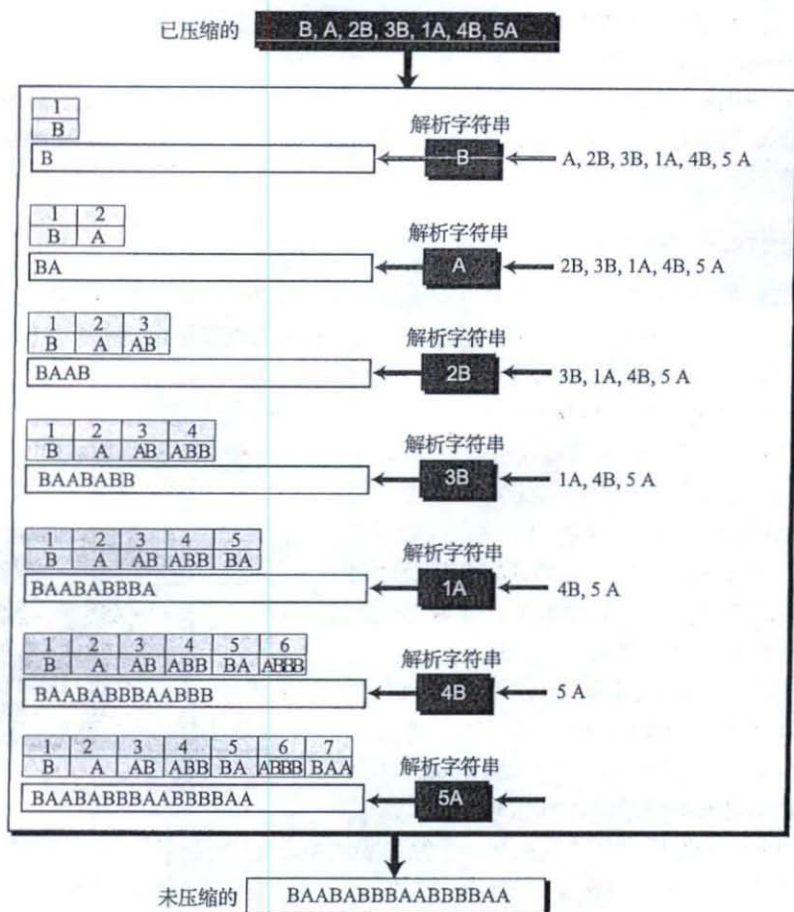 已压缩的 B, A, 2B, 3B, 1A, 4B, 5A
1
B
解析字符串
B B A, 2B, 3B, 1A, 4B, 5 A
1 2
B A
解析字符串
BA A 2B, 3B, 1A, 4B, 5 A
1 2 3
B A AB
解析字符串
BAAB 2B 3B, 1A, 4B, 5 A
1 2 3 4
B A AB ABB
解析字符串
BAABABB 3B 1A, 4B, 5 A
1 2 3 4 5
B A AB ABB BA
解析字符串
BAABABBBA 1A 4B, 5 A
1 2 3 4 5 6
B A AB ABB BA ABBB
解析字符串
BAABABBBAABBB 4B 5 A
1 2 3 4 5 6 7
B A AB ABB BA ABBB BAA
解析字符串
BAABABBBAABBBBAA 5A
未压缩的 BAABABBBAABBBBAA